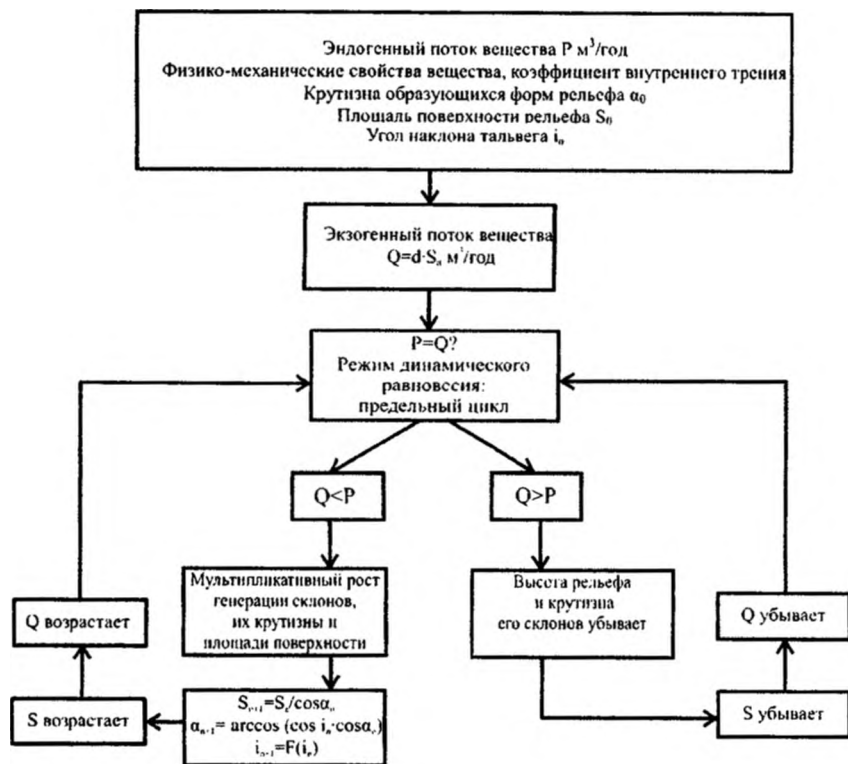 Эндогенный поток вещества P м³/год
Физико-механические свойства вещества, коэффициент внутреннего трения
Крутизна образующихся форм рельефа α₀
Площадь поверхности рельефа S₀
Угол наклона тальвега i₀
Экзогенный поток вещества
Q=d·Sₙ м³/год
P=Q?
Режим динамического
равновесия:
предельный цикл
Q<P
Q>P
Мультипликативный рост
генерации склонов,
их крутизны и
площади поверхности
Высота рельефа
и крутизна
его склонов убывает
Q возрастает
Q убывает
S возрастает
Sₙ₊₁=Sₙ/cosαₙ
αₙ₊₁= arccos (cos iₙ·cosαₙ)
iₙ₊₁=F(iₙ)
S убывает